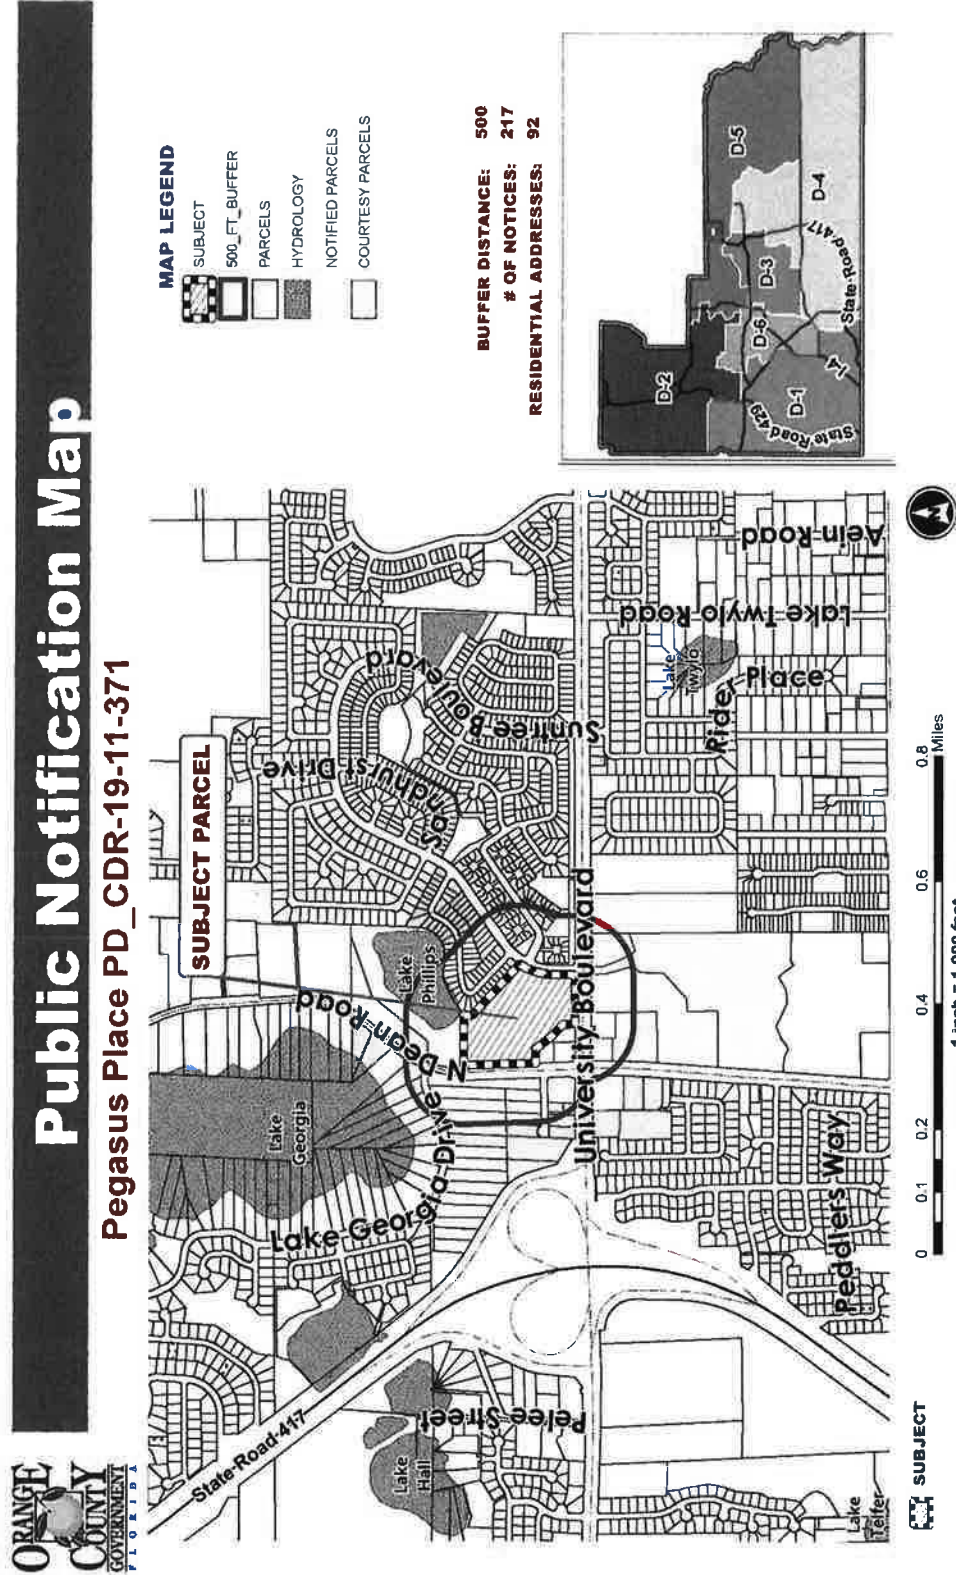 ORANGE
COUNTY
GOVERNMENT
FLORIDA
Public Notification Map
Pegasus Place PD_CDR-19-11-371
SUBJECT PARCEL
Lake
Georgia
N Dean Road
Lake
Phillips
Lake Georgia Drive
Sandhurst Drive
Suntree Boulevard
State Road 417
Lake
Hall
Pelee Street
University Boulevard
Lake
Twylo
Lake Twylo Road
Rider Place
Aein Road
Peddlers Way
Lake
Telfer
MAP LEGEND
SUBJECT
500_FT_BUFFER
PARCELS
HYDROLOGY
NOTIFIED PARCELS
COURTESY PARCELS
BUFFER DISTANCE: 500
# OF NOTICES: 217
RESIDENTIAL ADDRESSES: 92
D-2
D-5
D-3
D-6
D-4
D-1
State Road 429
I-4
State Road 417
SUBJECT
0 0.1 0.2 0.4 0.6 0.8
Miles
N